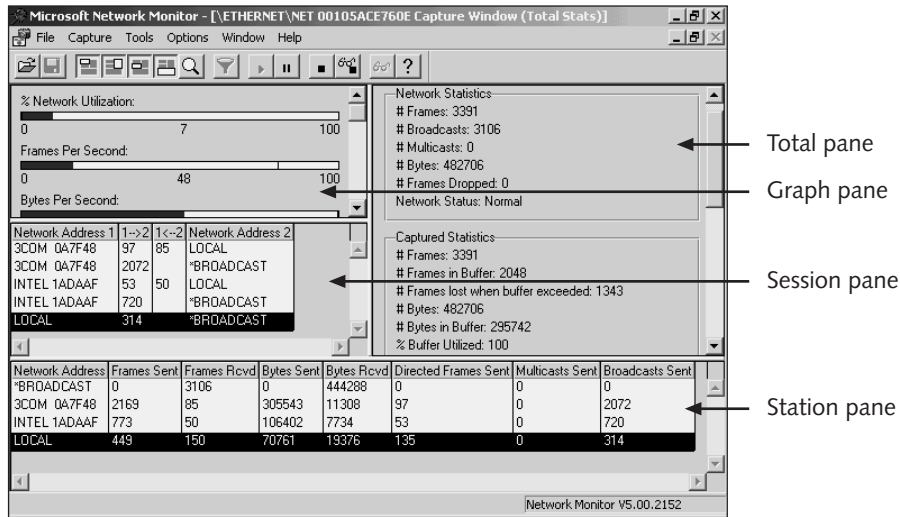 Microsoft Network Monitor - [\ETHERNET\NET 00105ACE760E Capture Window (Total Stats)]
File Capture Tools Options Window Help
% Network Utilization:
0 7 100
Frames Per Second:
0 48 100
Bytes Per Second:
Network Statistics
# Frames: 3391
# Broadcasts: 3106
# Multicasts: 0
# Bytes: 482706
# Frames Dropped: 0
Network Status: Normal
Total pane
Graph pane
Network Address 1 1-->2 1<--2 Network Address 2
3COM 0A7F48 97 85 LOCAL
3COM 0A7F48 2072 *BROADCAST
INTEL 1ADAAF 53 50 LOCAL
INTEL 1ADAAF 720 *BROADCAST
LOCAL 314 *BROADCAST
Captured Statistics
# Frames: 3391
# Frames in Buffer: 2048
# Frames lost when buffer exceeded: 1343
# Bytes: 482706
# Bytes in Buffer: 295742
% Buffer Utilized: 100
Session pane
Network Address Frames Sent Frames Rcvd Bytes Sent Bytes Rcvd Directed Frames Sent Multicasts Sent Broadcasts Sent
*BROADCAST 0 3106 0 444288 0 0 0
3COM 0A7F48 2169 85 305543 11308 97 0 2072
INTEL 1ADAAF 773 50 106402 7734 53 0 720
LOCAL 449 150 70761 19376 135 0 314
Station pane
Network Monitor V5.00.2152